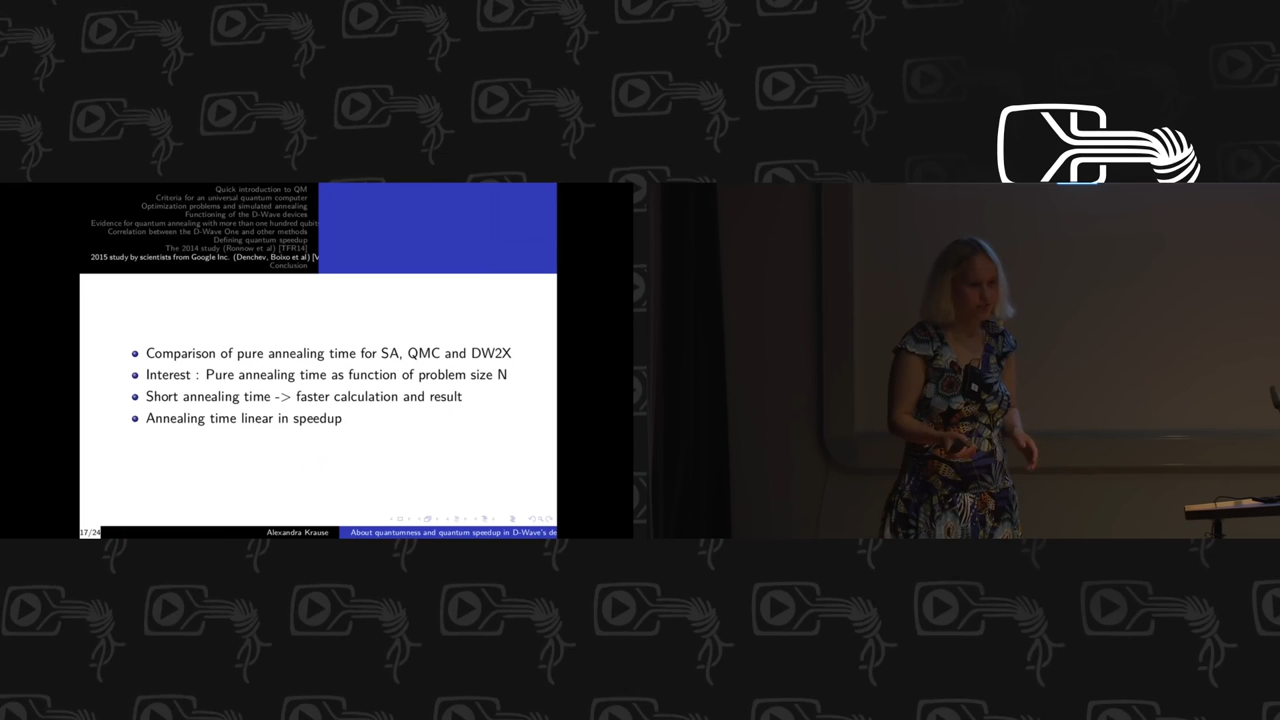 Quick introduction to QM
Criteria for an universal quantum computer
Optimization problems and simulated annealing
Functioning of the D-Wave devices
Evidence for quantum annealing with more than one hundred qubits
Correlation between the D-Wave One and other methods
Defining quantum speedup
The 2014 study (Ronnow et al) [TFR14]
2015 study by scientists from Google Inc. (Denchev, Boixo et al) [V
Conclusion
Comparison of pure annealing time for SA, QMC and DW2X
Interest : Pure annealing time as function of problem size N
Short annealing time -> faster calculation and result
Annealing time linear in speedup
17/24
Alexandra Krause
About quantumness and quantum speedup in D-Wave's de